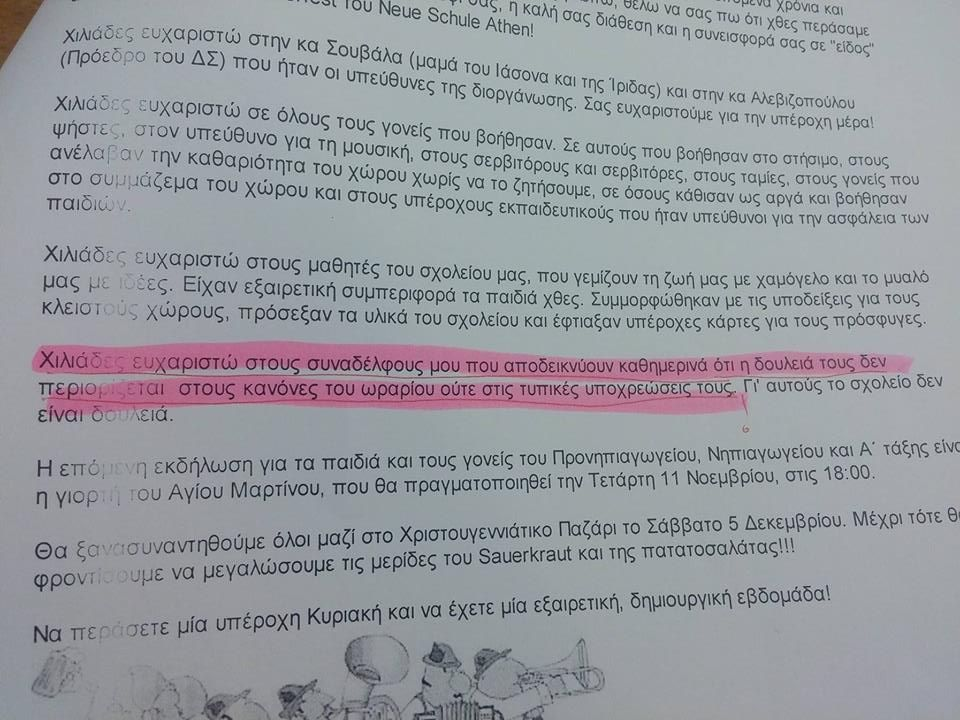 σας, η καλή σας διάθεση και η συνεισφορά σας σε "είδος"
θέλω να σας πω ότι χθες περάσαμε
του Neue Schule Athen!
Χιλιάδες ευχαριστώ στην κα Σουβάλα (μαμά του Ιάσονα και της Ίριδας) και στην κα Αλεβιζοπούλου
(Πρόεδρο του ΔΣ) που ήταν οι υπεύθυνες της διοργάνωσης. Σας ευχαριστούμε για την υπέροχη μέρα!
Χιλιάδες ευχαριστώ σε όλους τους γονείς που βοήθησαν. Σε αυτούς που βοήθησαν στο στήσιμο, στους
ψήστες, στον υπεύθυνο για τη μουσική, στους σερβιτόρους και σερβιτόρες, στους ταμίες, στους γονείς που
ανέλαβαν την καθαριότητα του χώρου χωρίς να το ζητήσουμε, σε όσους κάθισαν ως αργά και βοήθησαν
στο συμμάζεμα του χώρου και στους υπέροχους εκπαιδευτικούς που ήταν υπεύθυνοι για την ασφάλεια των
παιδιών.
Χιλιάδες ευχαριστώ στους μαθητές του σχολείου μας, που γεμίζουν τη ζωή μας με χαμόγελο και το μυαλό
μας με ιδέες. Είχαν εξαιρετική συμπεριφορά τα παιδιά χθες. Συμμορφώθηκαν με τις υποδείξεις για τους
κλειστούς χώρους, πρόσεξαν τα υλικά του σχολείου και έφτιαξαν υπέροχες κάρτες για τους πρόσφυγες.
Χιλιάδες ευχαριστώ στους συναδέλφους μου που αποδεικνύουν καθημερινά ότι η δουλειά τους δεν
περιορίζεται στους κανόνες του ωραρίου ούτε στις τυπικές υποχρεώσεις τους. Γι' αυτούς το σχολείο δεν
είναι δουλειά.
Η επόμενη εκδήλωση για τα παιδιά και τους γονείς του Προνηπιαγωγείου, Νηπιαγωγείου και Α΄ τάξης είνα
η γιορτή του Αγίου Μαρτίνου, που θα πραγματοποιηθεί την Τετάρτη 11 Νοεμβρίου, στις 18:00.
Θα ξανασυναντηθούμε όλοι μαζί στο Χριστουγεννιάτικο Παζάρι το Σάββατο 5 Δεκεμβρίου. Μέχρι τότε θ
φροντίσουμε να μεγαλώσουμε τις μερίδες του Sauerkraut και της πατατοσαλάτας!!!
Να περάσετε μία υπέροχη Κυριακή και να έχετε μία εξαιρετική, δημιουργική εβδομάδα!